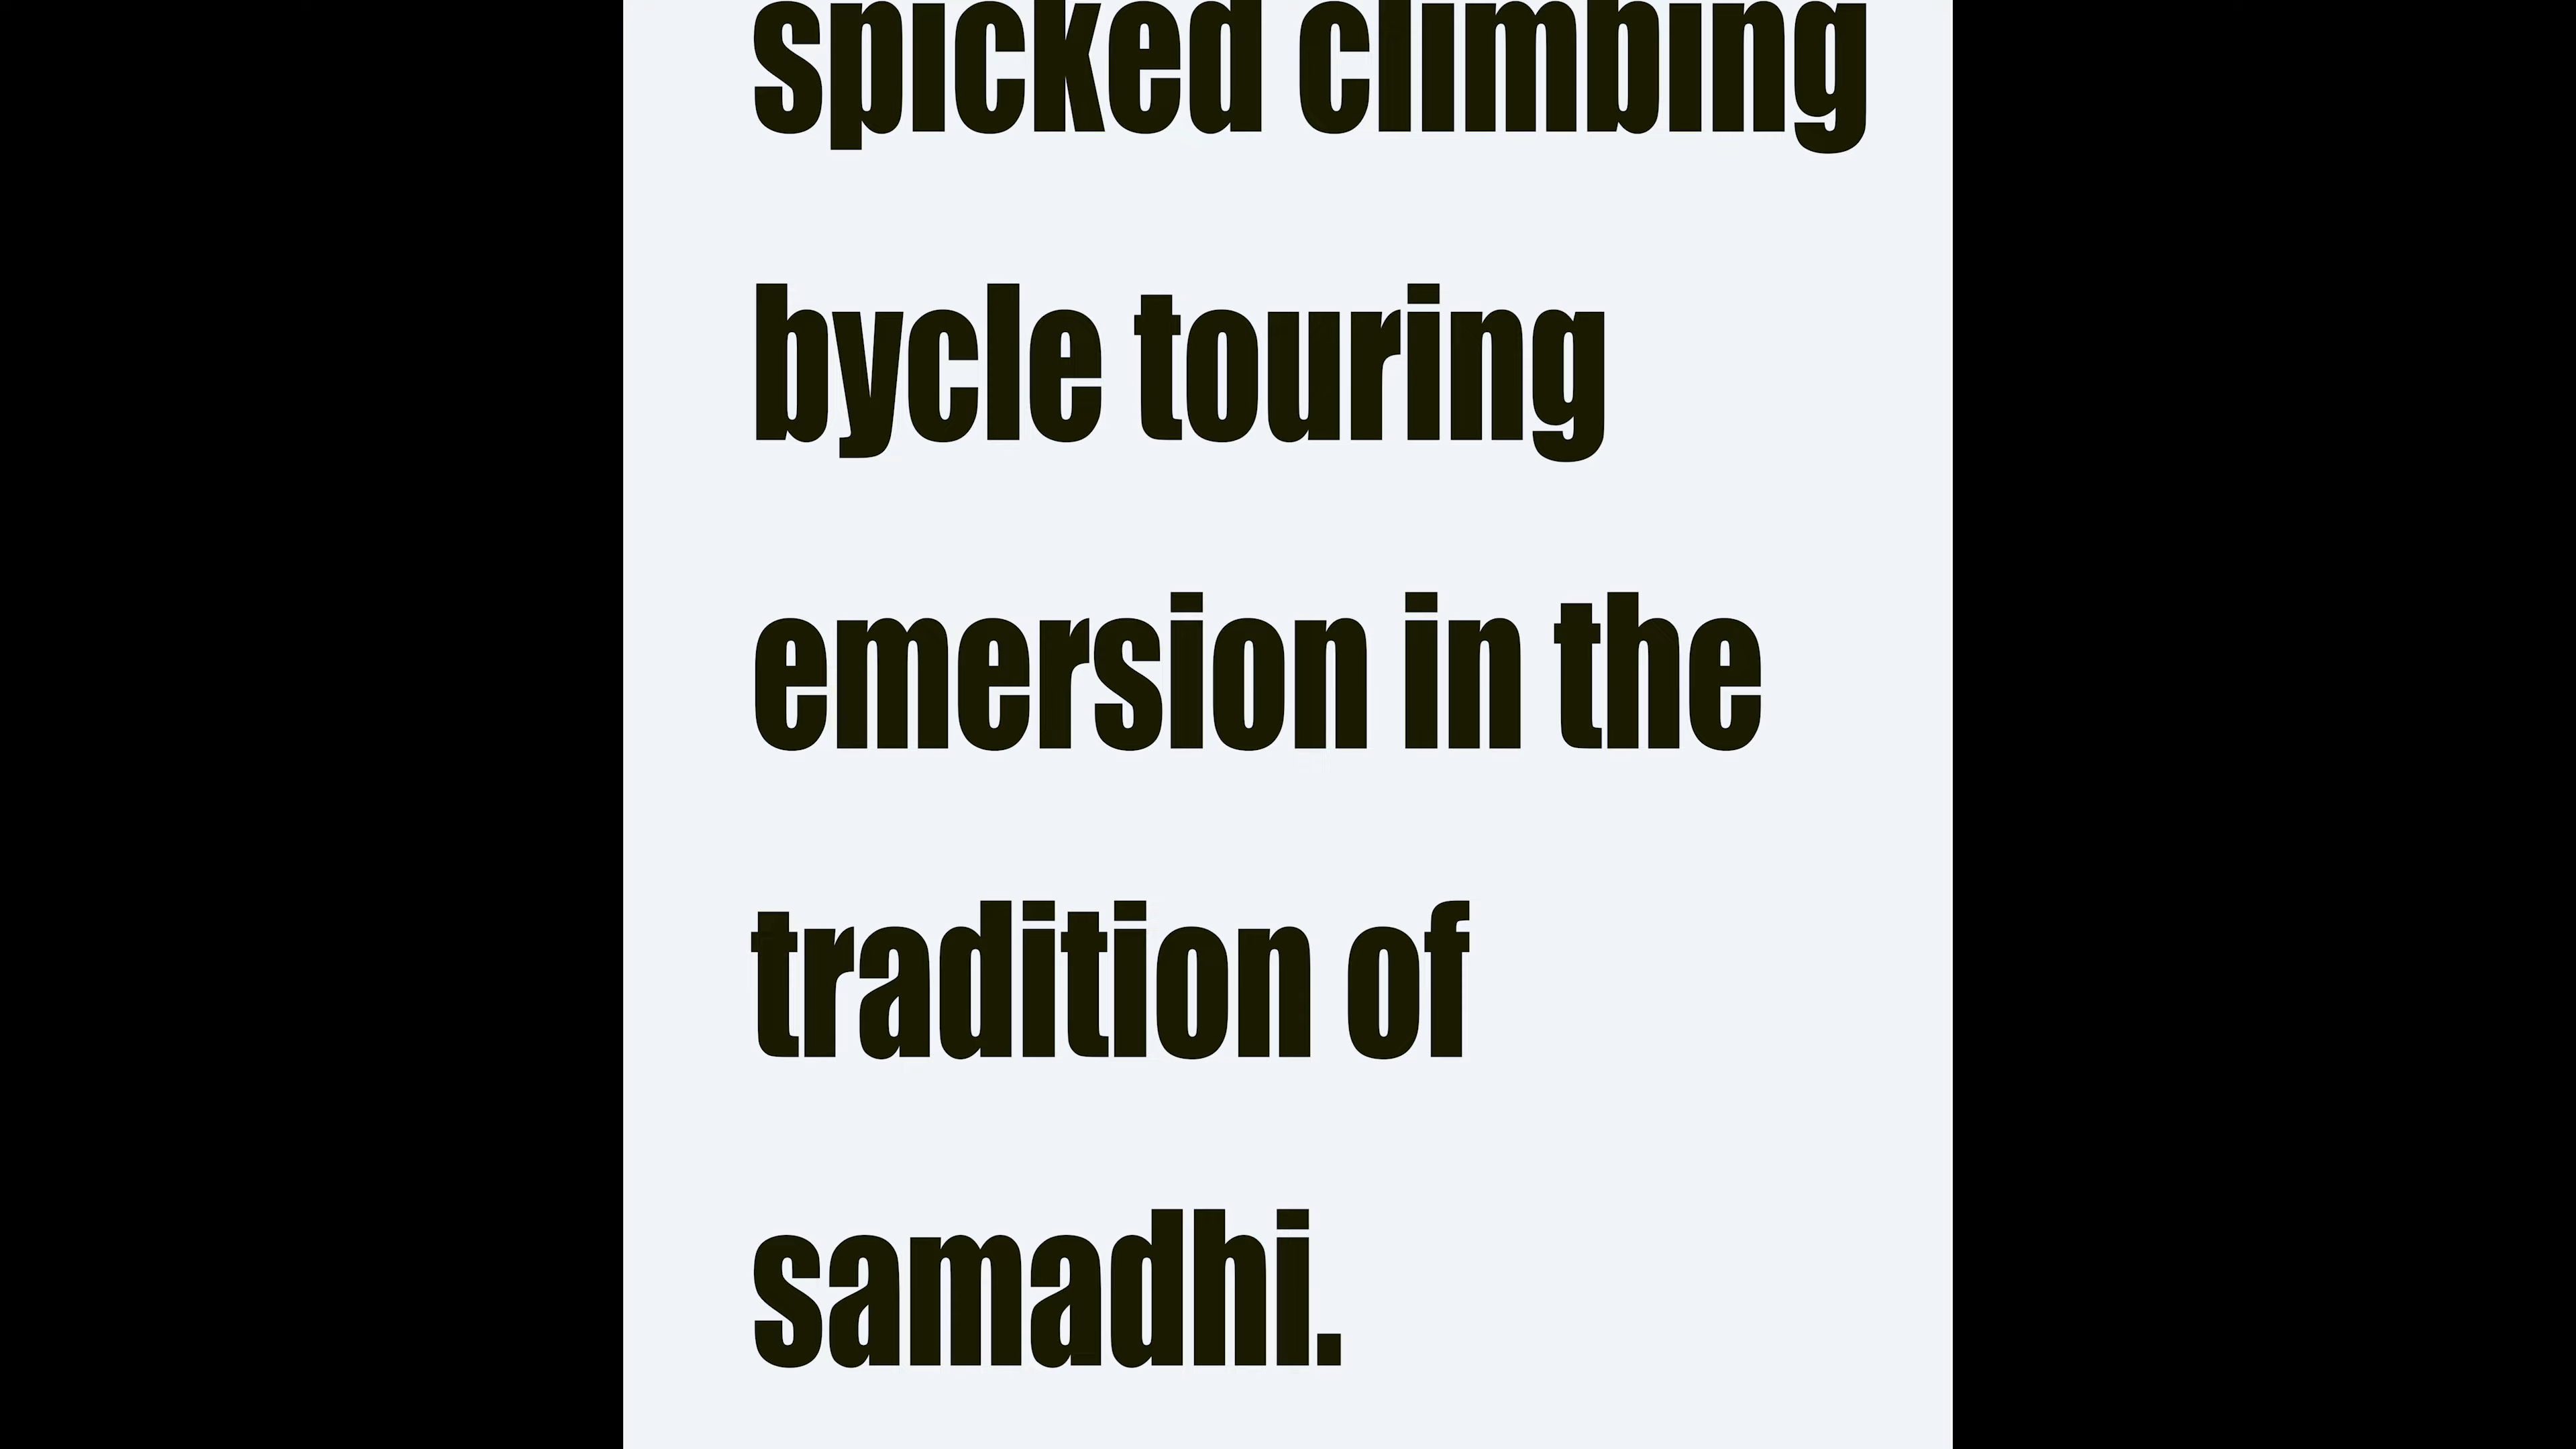 spicked climbing
bycle touring
emersion in the
tradition of
samadhi.